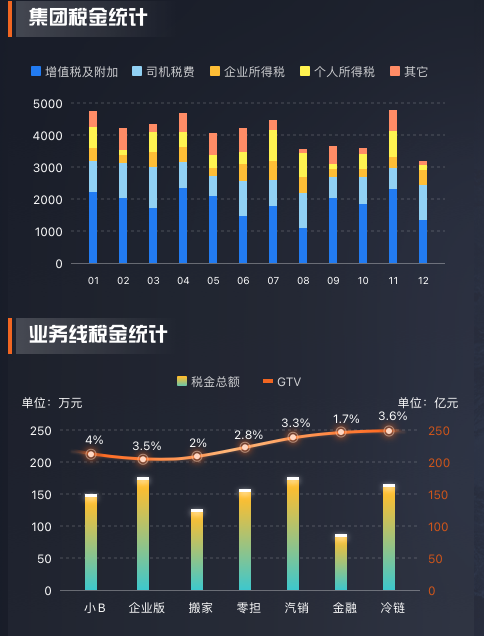 集团税金统计
增值税及附加 司机税费 企业所得税 个人所得税 其它
5000
4000
3000
2000
1000
0
01 02 03 04 05 06 07 08 09 10 11 12
业务线税金统计
税金总额 GTV
单位：万元 单位：亿元
4% 3.5% 2% 2.8% 3.3% 1.7% 3.6%
250 250
200 200
150 150
100 100
50 50
0 0
小B 企业版 搬家 零担 汽销 金融 冷链